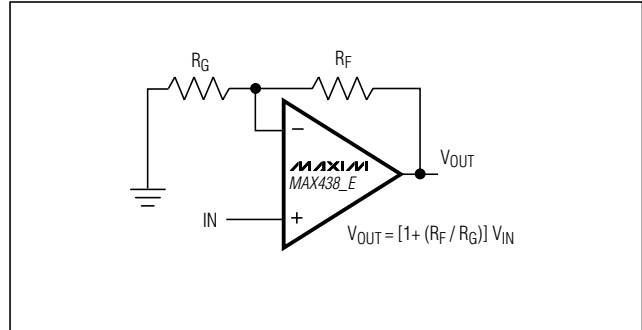 RG
RF
−
MAXIM
MAX438_E
VOUT
IN
+
VOUT = [1+ (RF / RG)] VIN